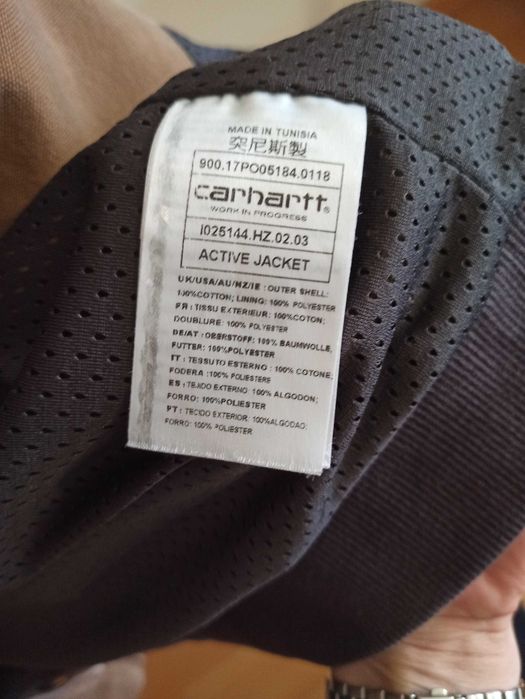 MADE IN TUNISIA
突尼斯製
900.17PO05184.0118
carhartt®
WORK IN PROGRESS
I025144.HZ.02.03
ACTIVE JACKET
UK/USA/AU/NZ/IE : OUTER SHELL:
100%COTTON; LINING: 100% POLYESTER
FR : TISSU EXTERIEUR: 100%COTON;
DOUBLURE: 100% POLYESTER
DE/AT : OBERSTOFF: 100% BAUMWOLLE,
FUTTER: 100%POLYESTER
IT : TESSUTO ESTERNO: 100% COTONE
FODERA: 100% POLIESTERE
ES : TEJIDO EXTERNO: 100% ALGODON;
FORRO: 100%POLIESTER
PT : TECIDO EXTERIOR: 100%ALGODAO;
FORRO: 100% POLIESTER